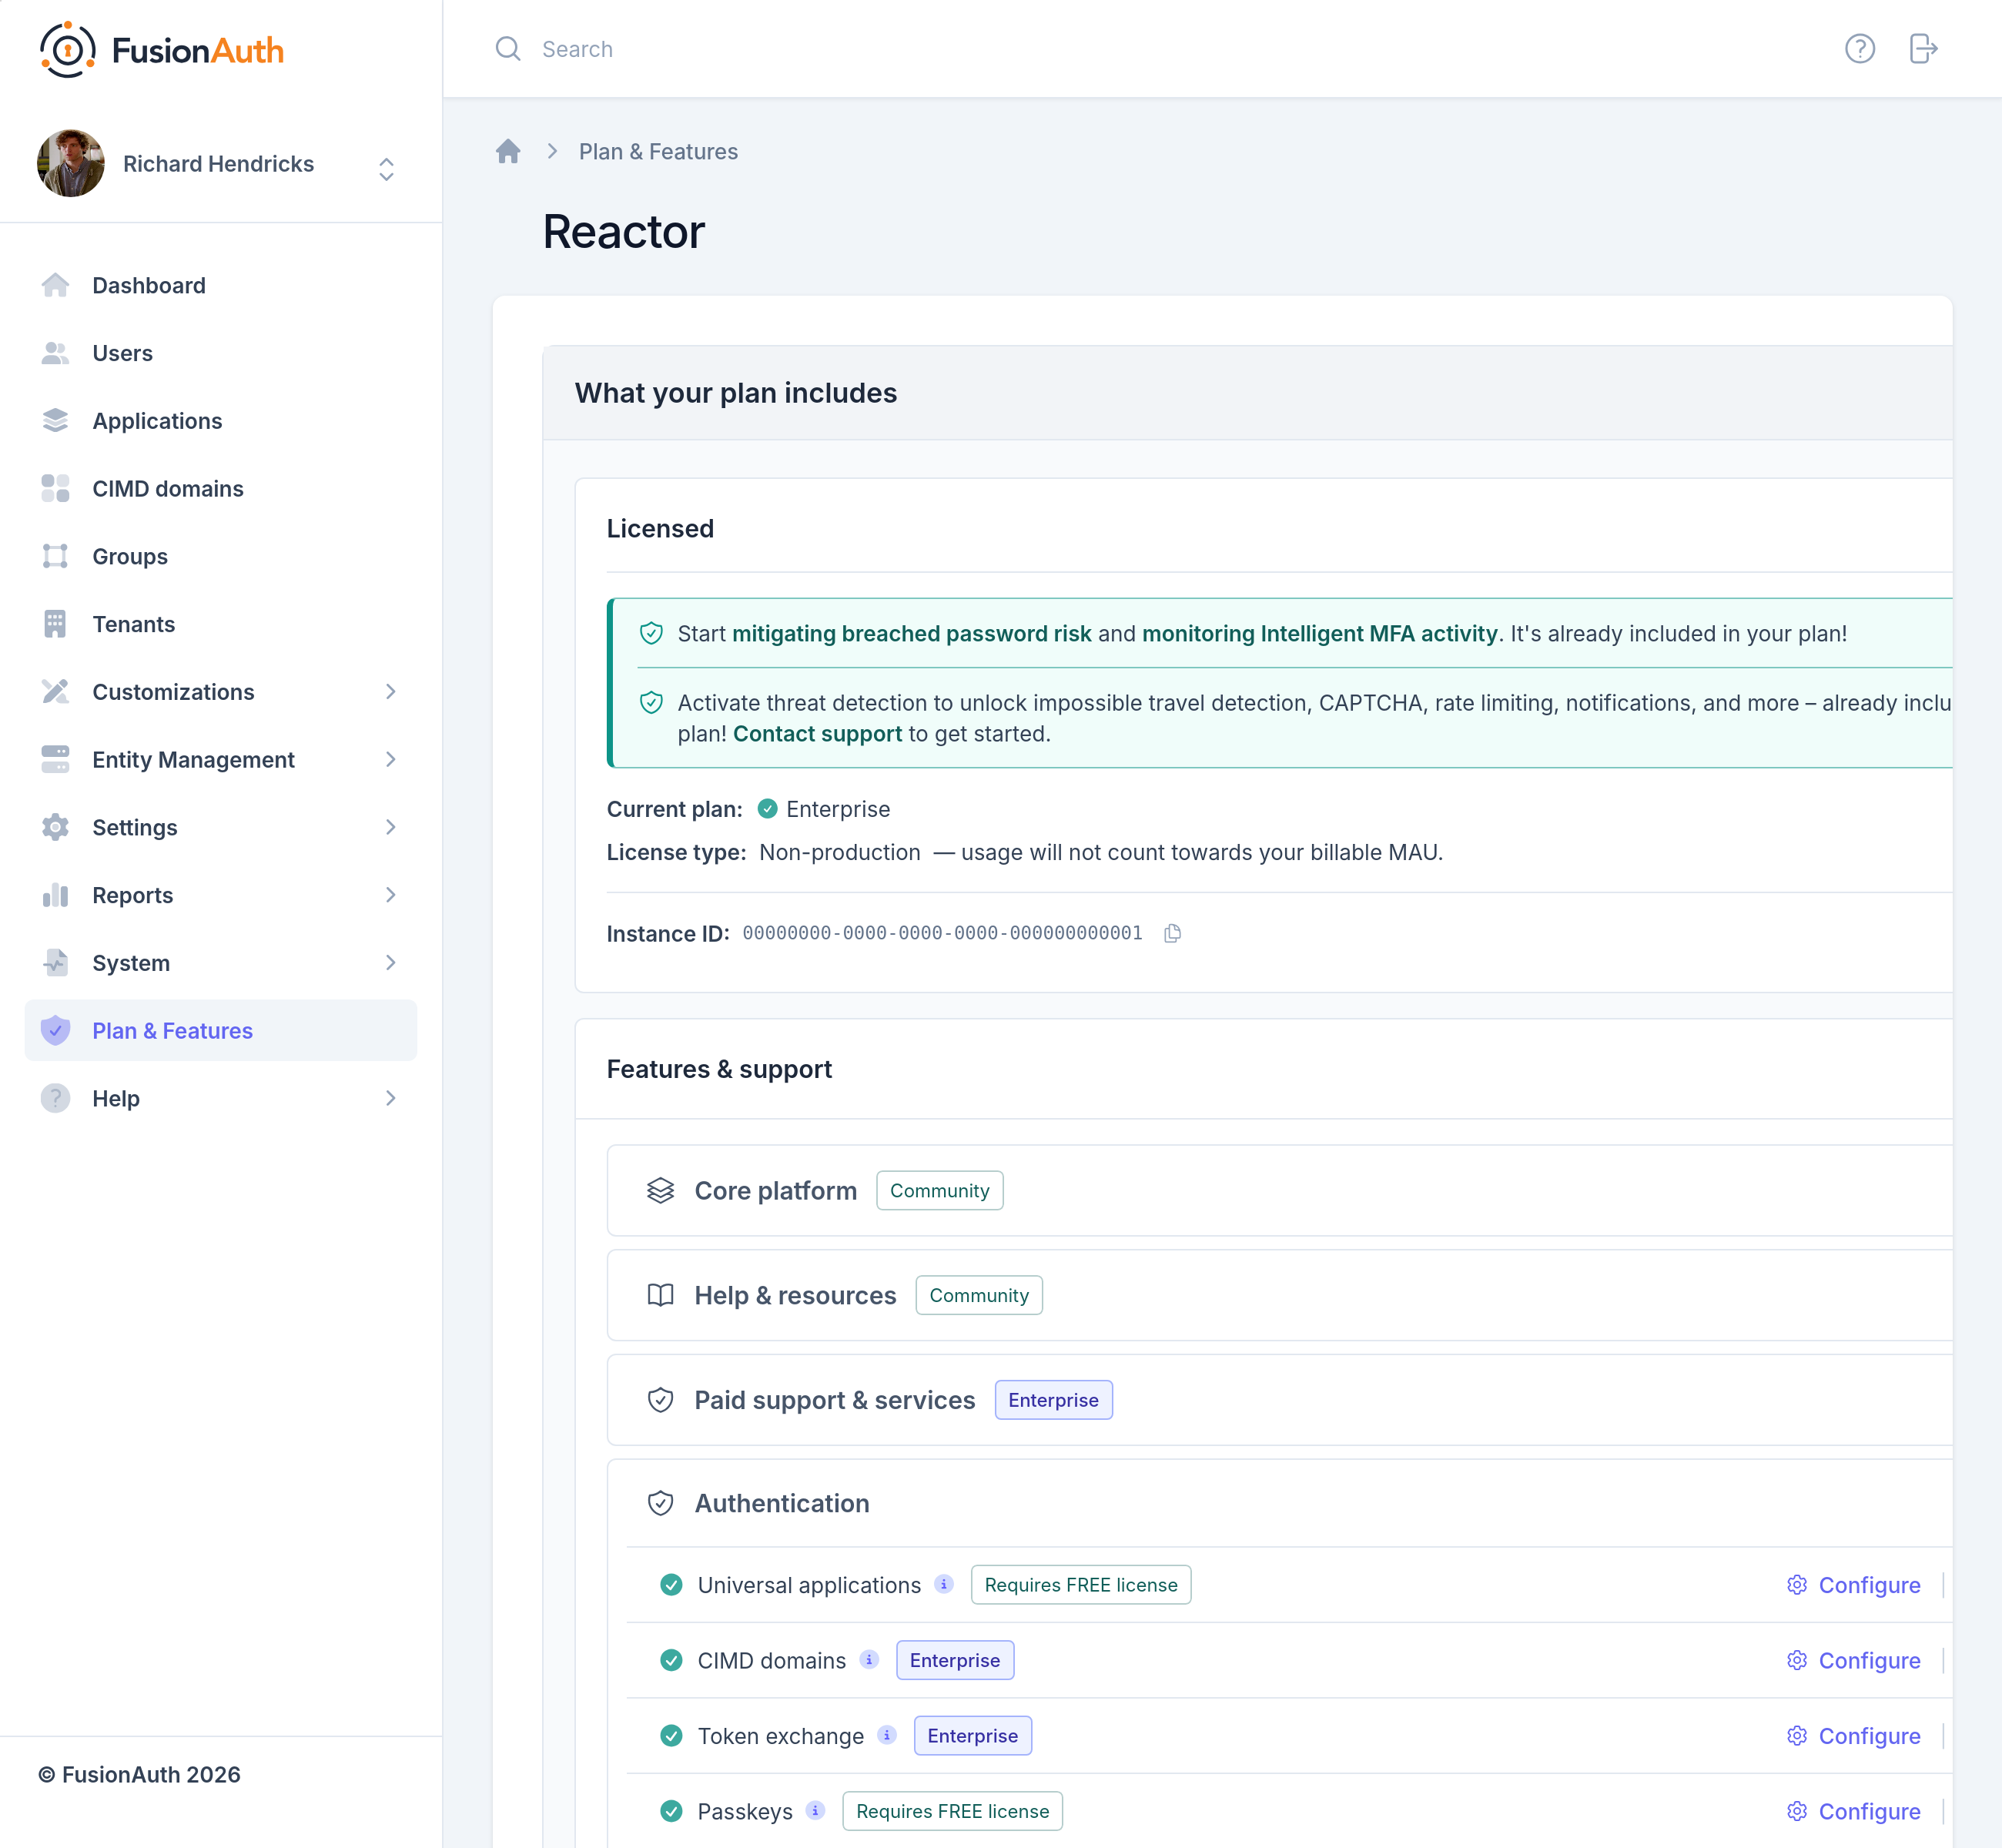 FusionAuth
Search
Richard Hendricks
Dashboard
Users
Applications
CIMD domains
Groups
Tenants
Customizations
Entity Management
Settings
Reports
System
Plan & Features
Help
© FusionAuth 2026
Plan & Features
Reactor
What your plan includes
Licensed
Start mitigating breached password risk and monitoring Intelligent MFA activity. It's already included in your plan!
Activate threat detection to unlock impossible travel detection, CAPTCHA, rate limiting, notifications, and more – already inclu
plan! Contact support to get started.
Current plan: Enterprise
License type: Non-production — usage will not count towards your billable MAU.
Instance ID: 00000000-0000-0000-0000-000000000001
Features & support
Core platform Community
Help & resources Community
Paid support & services Enterprise
Authentication
Universal applications Requires FREE license Configure
CIMD domains Enterprise Configure
Token exchange Enterprise Configure
Passkeys Requires FREE license Configure